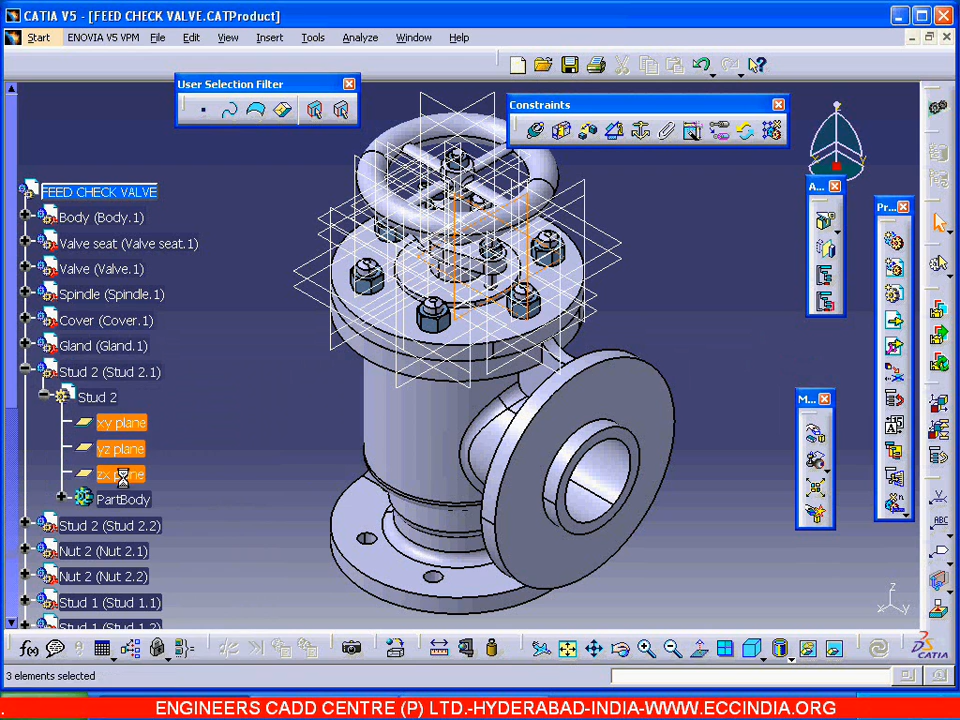 CATIA V5 - [FEED CHECK VALVE.CATProduct]
Start ENOVIA V5 VPM File Edit View Insert Tools Analyze Window Help
User Selection Filter
Constraints
A...
Pr...
FEED CHECK VALVE
Body (Body.1)
Valve seat (Valve seat.1)
Valve (Valve.1)
Spindle (Spindle.1)
Cover (Cover.1)
Gland (Gland.1)
Stud 2 (Stud 2.1)
Stud 2
M...
xy plane
yz plane
PartBody
Stud 2 (Stud 2.2)
Nut 2 (Nut 2.1)
Nut 2 (Nut 2.2)
Stud 1 (Stud 1.1)
ABC
z
x
y
f(x)
3 elements selected
ENGINEERS CADD CENTRE (P) LTD.-HYDERABAD-INDIA-WWW.ECCINDIA.ORG